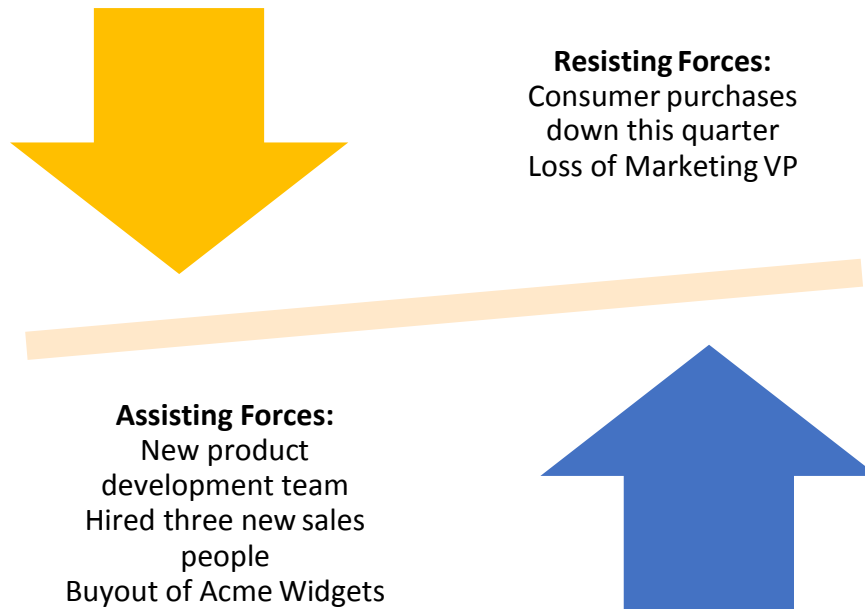 Resisting Forces:
Consumer purchases
down this quarter
Loss of Marketing VP
Assisting Forces:
New product
development team
Hired three new sales
people
Buyout of Acme Widgets